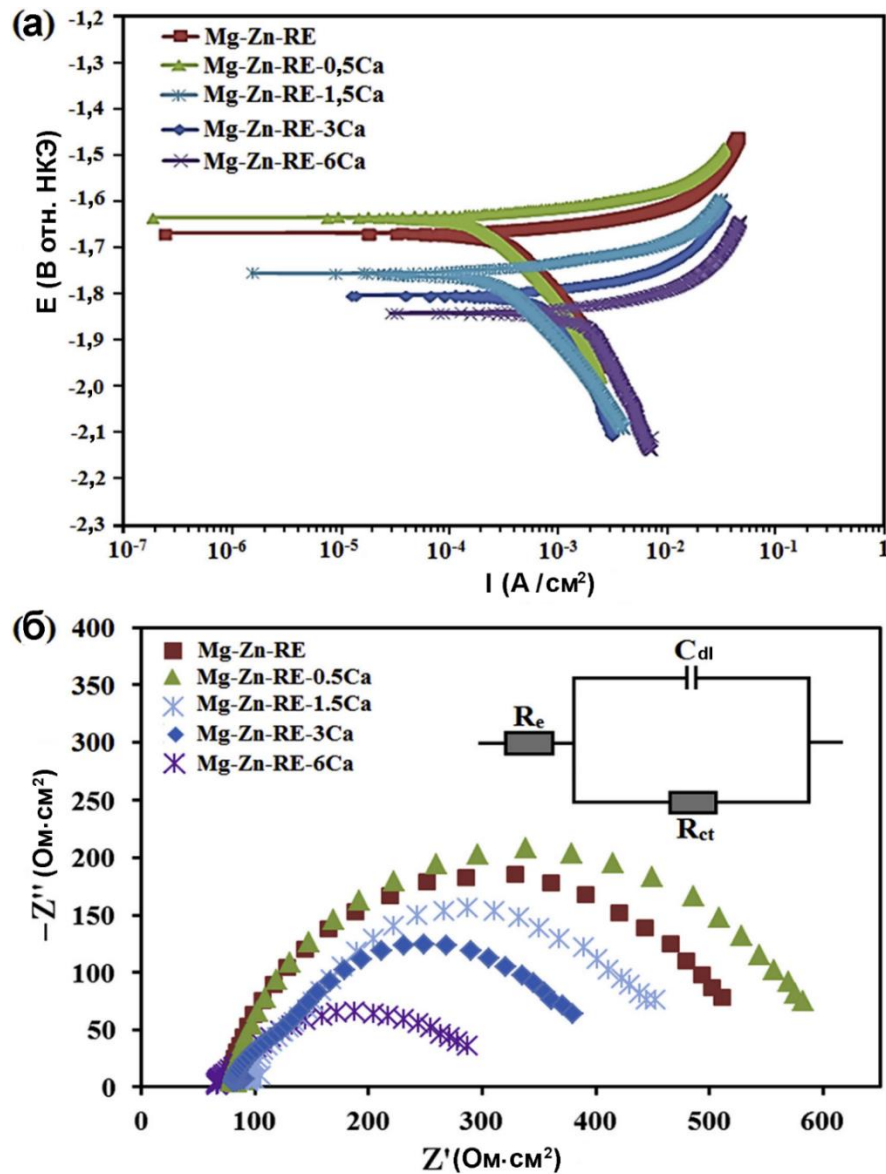 (а)
-1,2
-1,3
-1,4
-1,5
-1,6
-1,7
-1,8
-1,9
-2,0
-2,1
-2,2
-2,3
E (В отн. НКЭ)
Mg-Zn-RE
Mg-Zn-RE-0,5Ca
Mg-Zn-RE-1,5Ca
Mg-Zn-RE-3Ca
Mg-Zn-RE-6Ca
10⁻⁷ 10⁻⁶ 10⁻⁵ 10⁻⁴ 10⁻³ 10⁻² 10⁻¹ 1
I (А /см²)
(б)
400
350
300
250
200
150
100
50
0
−Z'' (Ом·см²)
Mg-Zn-RE
Mg-Zn-RE-0.5Ca
Mg-Zn-RE-1.5Ca
Mg-Zn-RE-3Ca
Mg-Zn-RE-6Ca
Cdl
Re
Rct
0 100 200 300 400 500 600
Z' (Ом·см²)